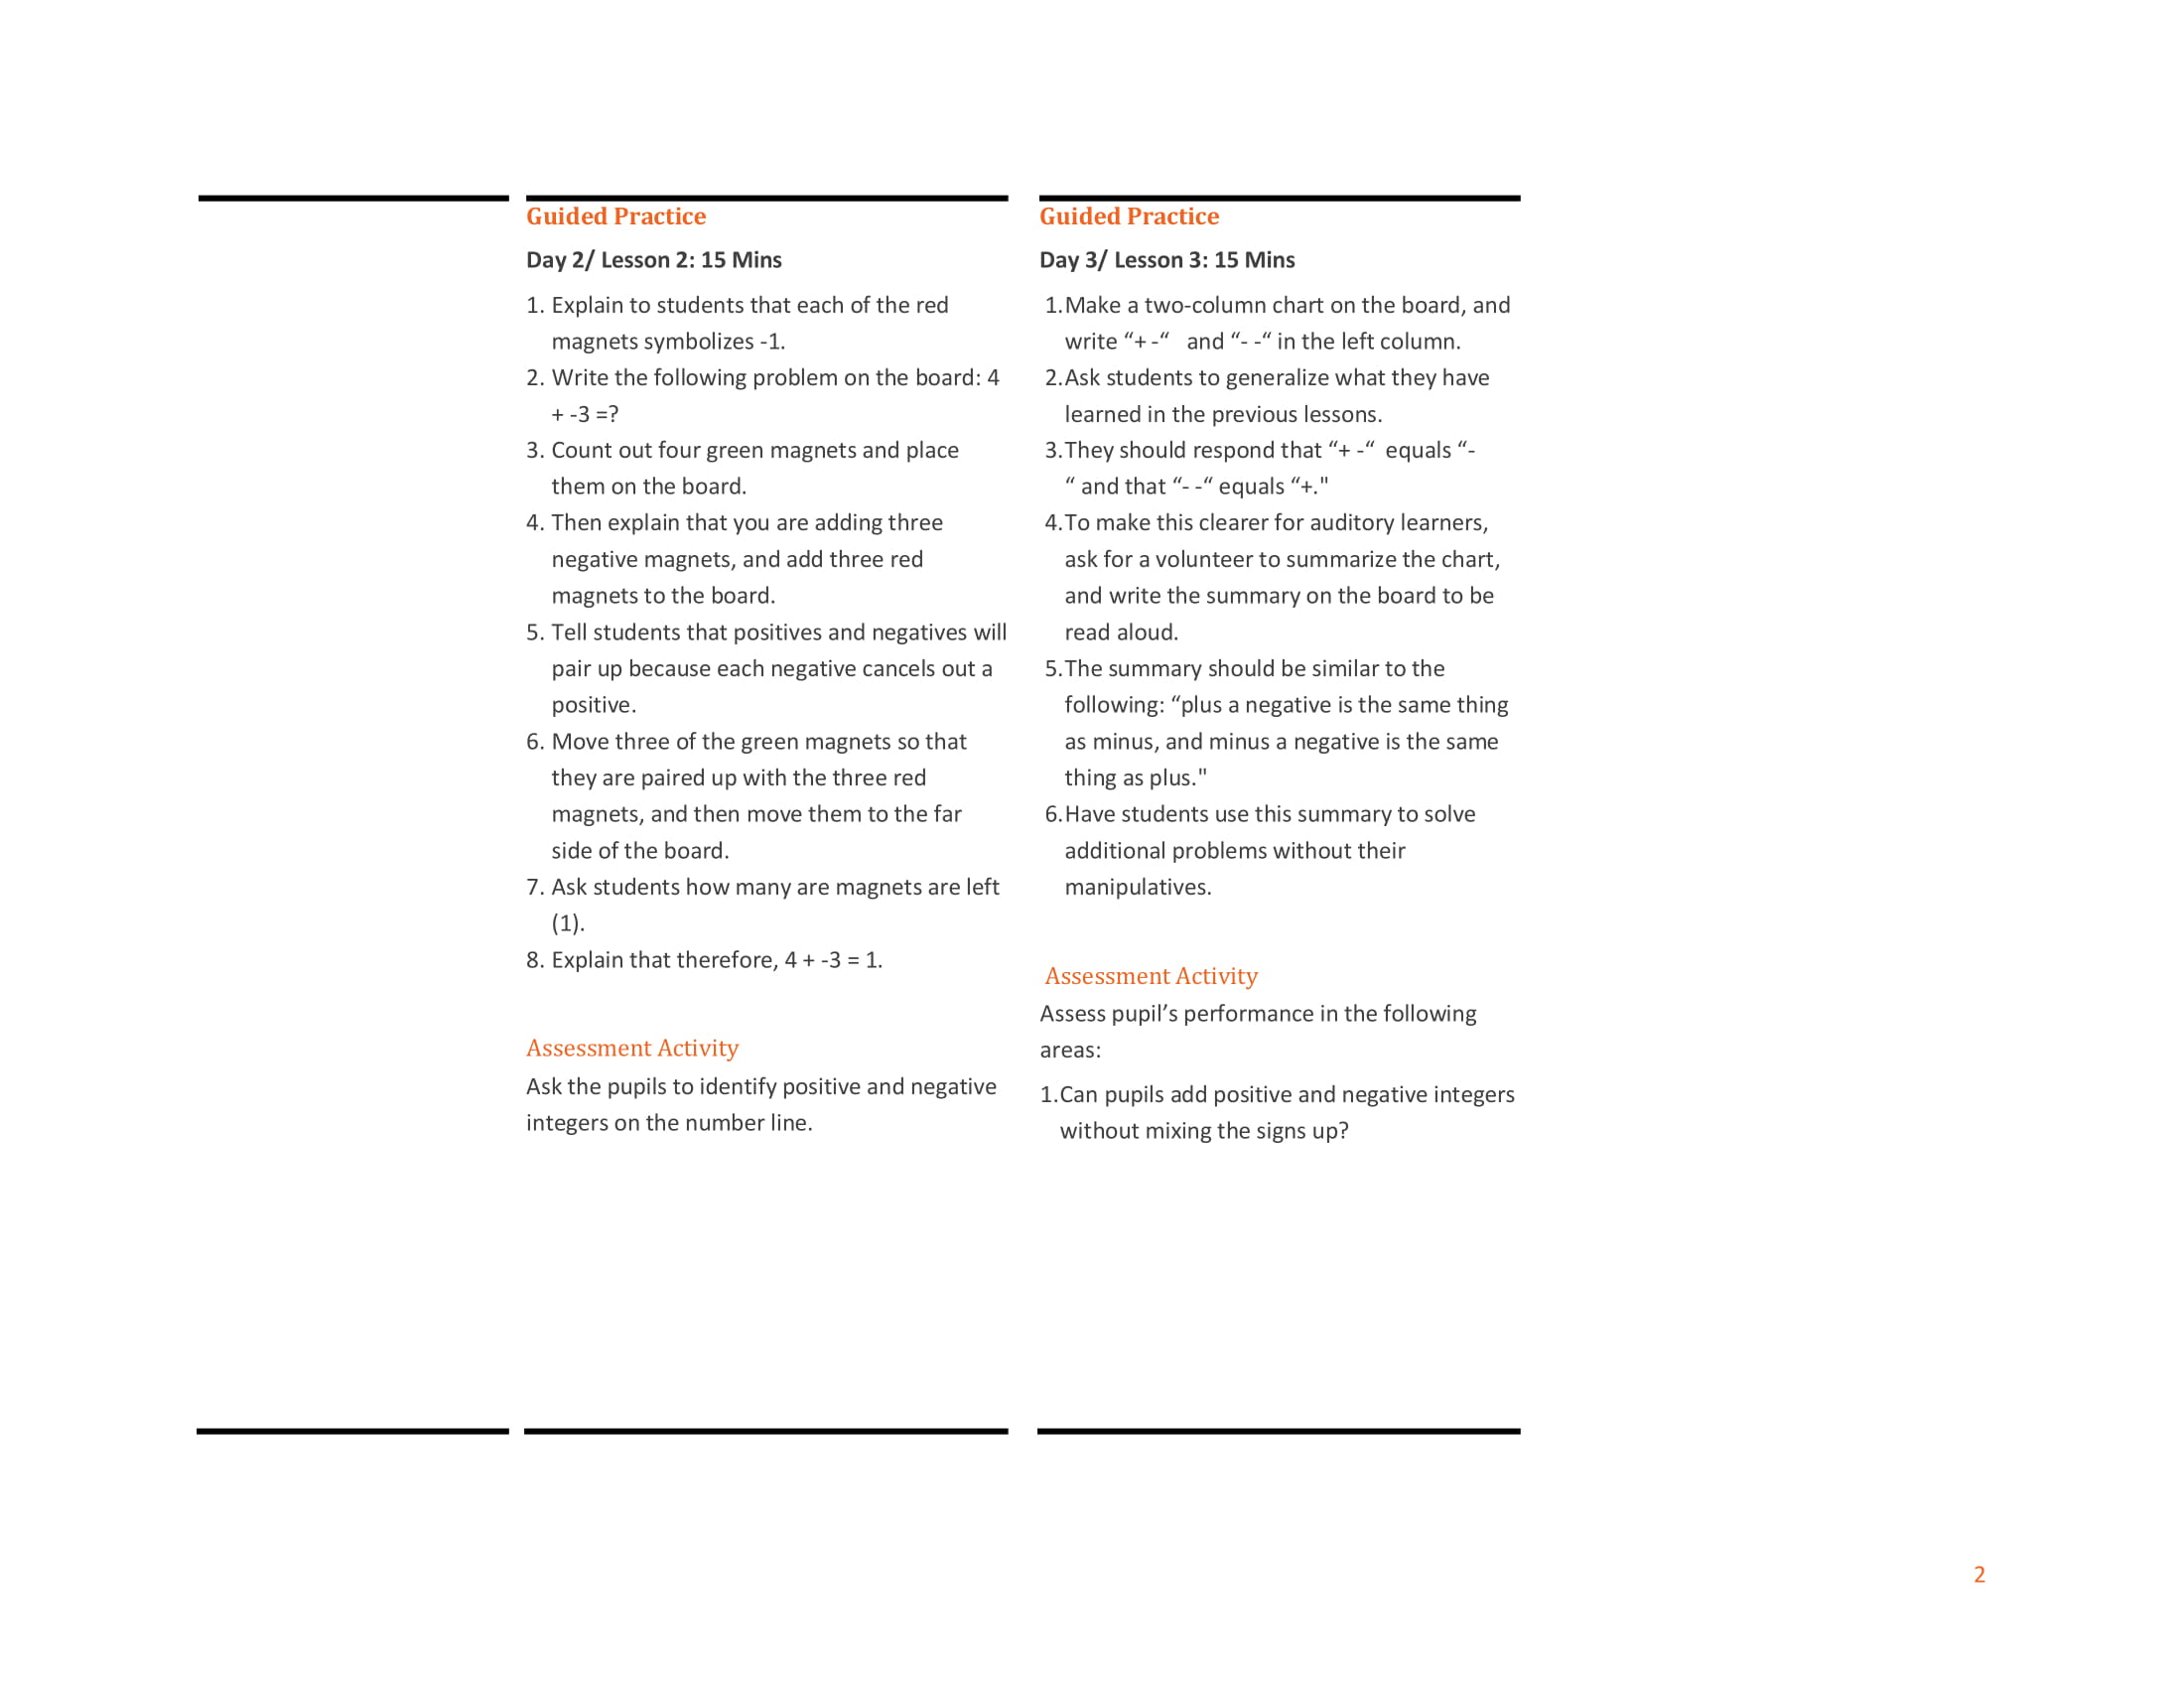 Guided Practice
Day 2/ Lesson 2: 15 Mins
1. Explain to students that each of the red
magnets symbolizes -1.
2. Write the following problem on the board: 4
+ -3 =?
3. Count out four green magnets and place
them on the board.
4. Then explain that you are adding three
negative magnets, and add three red
magnets to the board.
5. Tell students that positives and negatives will
pair up because each negative cancels out a
positive.
6. Move three of the green magnets so that
they are paired up with the three red
magnets, and then move them to the far
side of the board.
7. Ask students how many are magnets are left
(1).
8. Explain that therefore, 4 + -3 = 1.
Assessment Activity
Ask the pupils to identify positive and negative
integers on the number line.
Guided Practice
Day 3/ Lesson 3: 15 Mins
1.Make a two-column chart on the board, and
write “+ -“   and “- -“ in the left column.
2.Ask students to generalize what they have
learned in the previous lessons.
3.They should respond that “+ -“  equals “-
“ and that “- -“ equals “+."
4.To make this clearer for auditory learners,
ask for a volunteer to summarize the chart,
and write the summary on the board to be
read aloud.
5.The summary should be similar to the
following: “plus a negative is the same thing
as minus, and minus a negative is the same
thing as plus."
6.Have students use this summary to solve
additional problems without their
manipulatives.
Assessment Activity
Assess pupil’s performance in the following
areas:
1.Can pupils add positive and negative integers
without mixing the signs up?
2